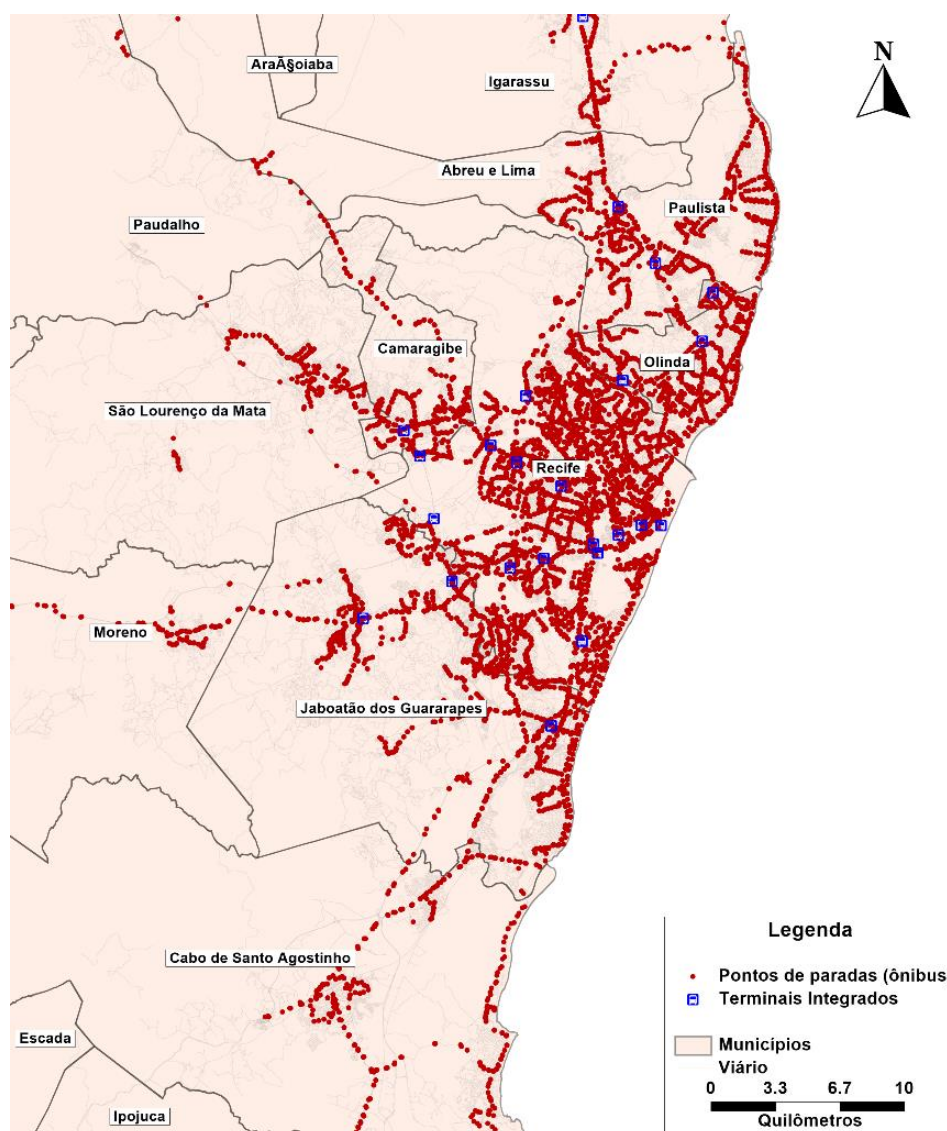 AraÃ§oiaba
Igarassu
N
Abreu e Lima
Paulista
Paudalho
Camaragibe
Olinda
São Lourenço da Mata
Recife
Moreno
Jaboatão dos Guararapes
Cabo de Santo Agostinho
Escada
Ipojuca
Legenda
Pontos de paradas (ônibus
Terminais Integrados
Municípios
Viário
0 3.3 6.7 10
Quilômetros